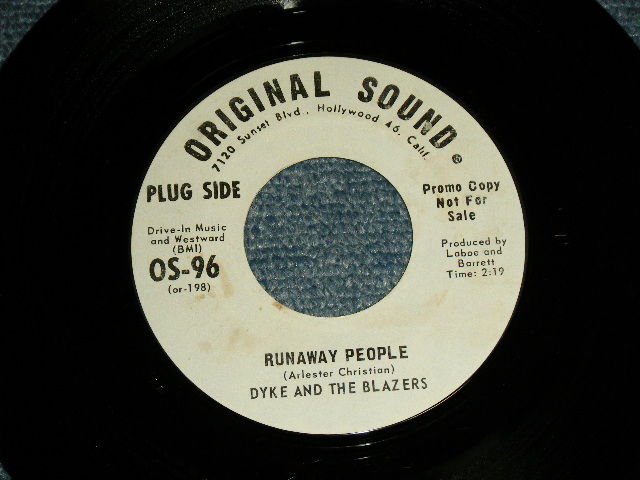 ORIGINAL SOUND®
7120 Sunset Blvd., Hollywood 46, Calif.
PLUG SIDE
Promo Copy
Not For
Sale
Drive-In Music
and Westward
(BMI)
OS-96
(or-198)
Produced by
Laboe and
Barrett
Time: 2:19
RUNAWAY PEOPLE
(Arlester Christian)
DYKE AND THE BLAZERS